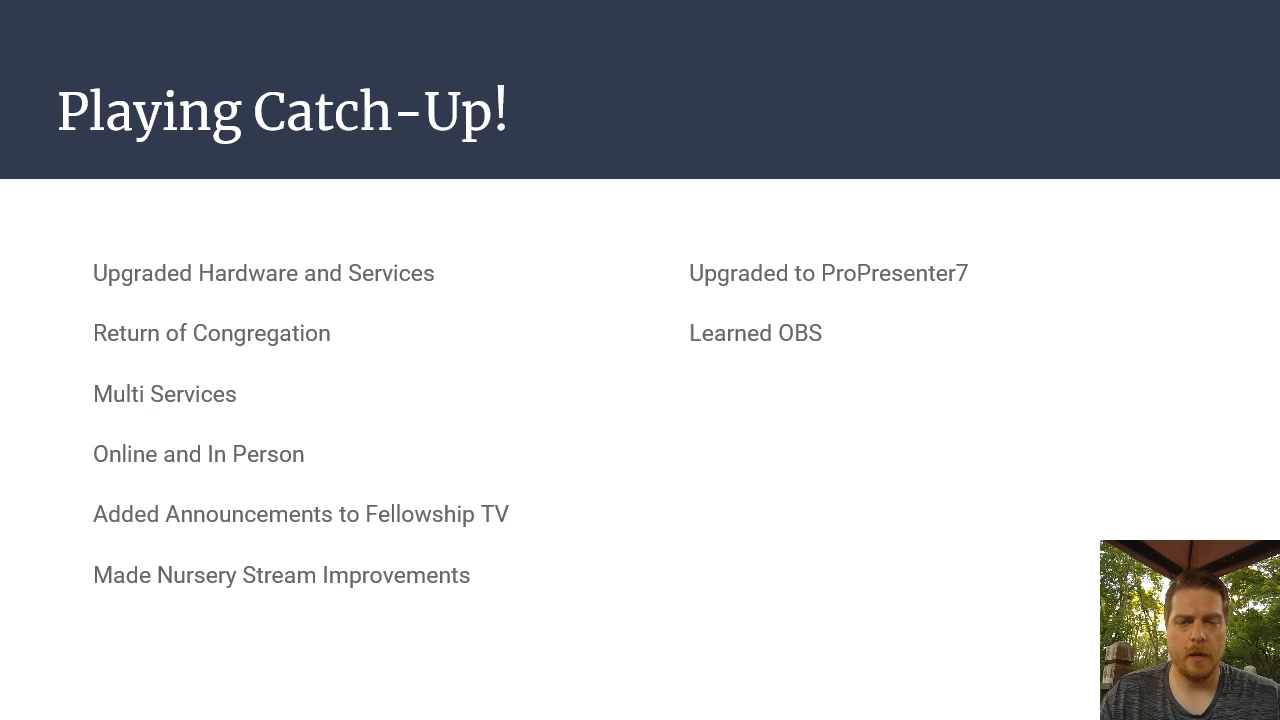 Playing Catch-Up!
Upgraded Hardware and Services
Return of Congregation
Multi Services
Online and In Person
Added Announcements to Fellowship TV
Made Nursery Stream Improvements
Upgraded to ProPresenter7
Learned OBS